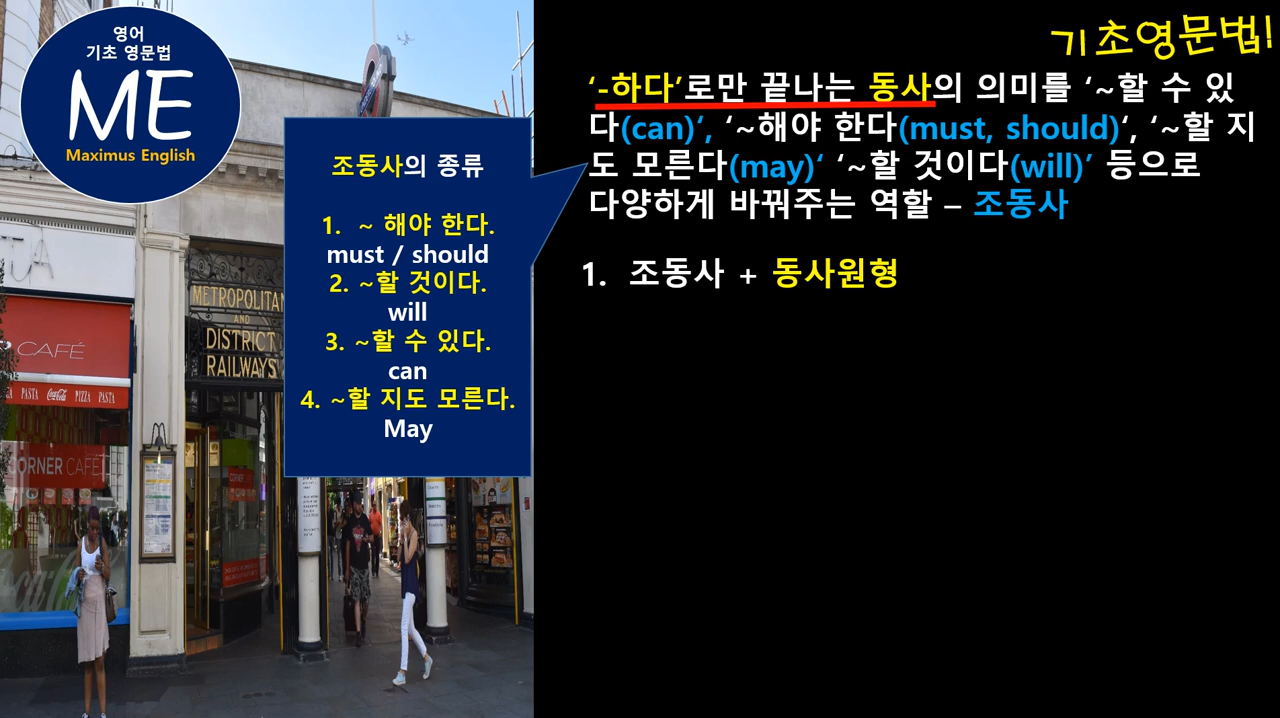 영어
기초 영문법
ME
Maximus English
기초영문법!
‘-하다’로만 끝나는 동사의 의미를 ‘~할 수 있
다(can)‘, ‘~해야 한다(must, should)‘, ‘~할 지
도 모른다(may)‘ ‘~할 것이다(will)’ 등으로
다양하게 바꿔주는 역할 – 조동사
1. 조동사 + 동사원형
조동사의 종류
1. ~ 해야 한다.
must / should
2. ~할 것이다.
will
3. ~할 수 있다.
can
4. ~할 지도 모른다.
May
METROPOLITAN
AND
DISTRICT
RAILWAYS
CAFÉ
PASTA Coca-Cola PIZZA PASTA
CORNER CAFÉ